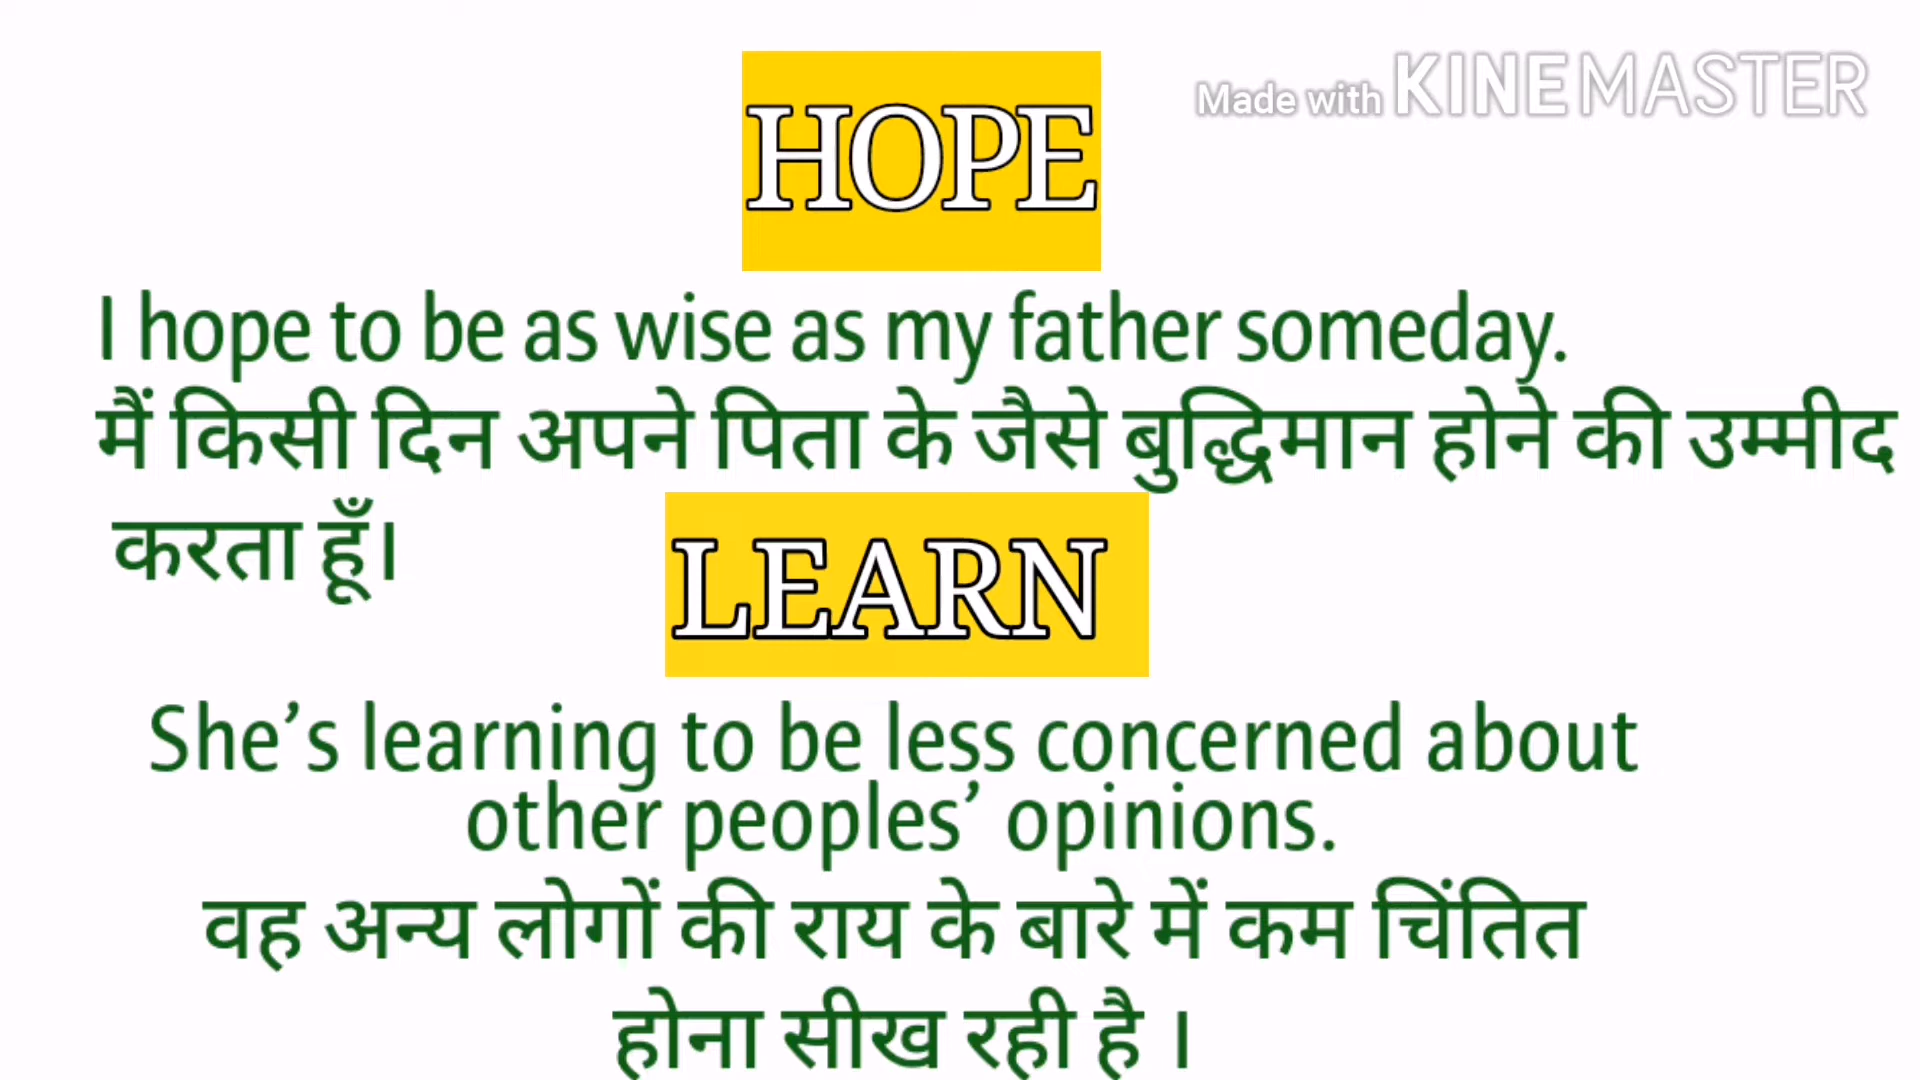 HOPE
Made with KINEMASTER
I hope to be as wise as my father someday.
मैं किसी दिन अपने पिता के जैसे बुद्धिमान होने की उम्मीद
करता हूँ।
LEARN
She’s learning to be less concerned about
other peoples’ opinions.
वह अन्य लोगों की राय के बारे में कम चिंतित
होना सीख रही है ।